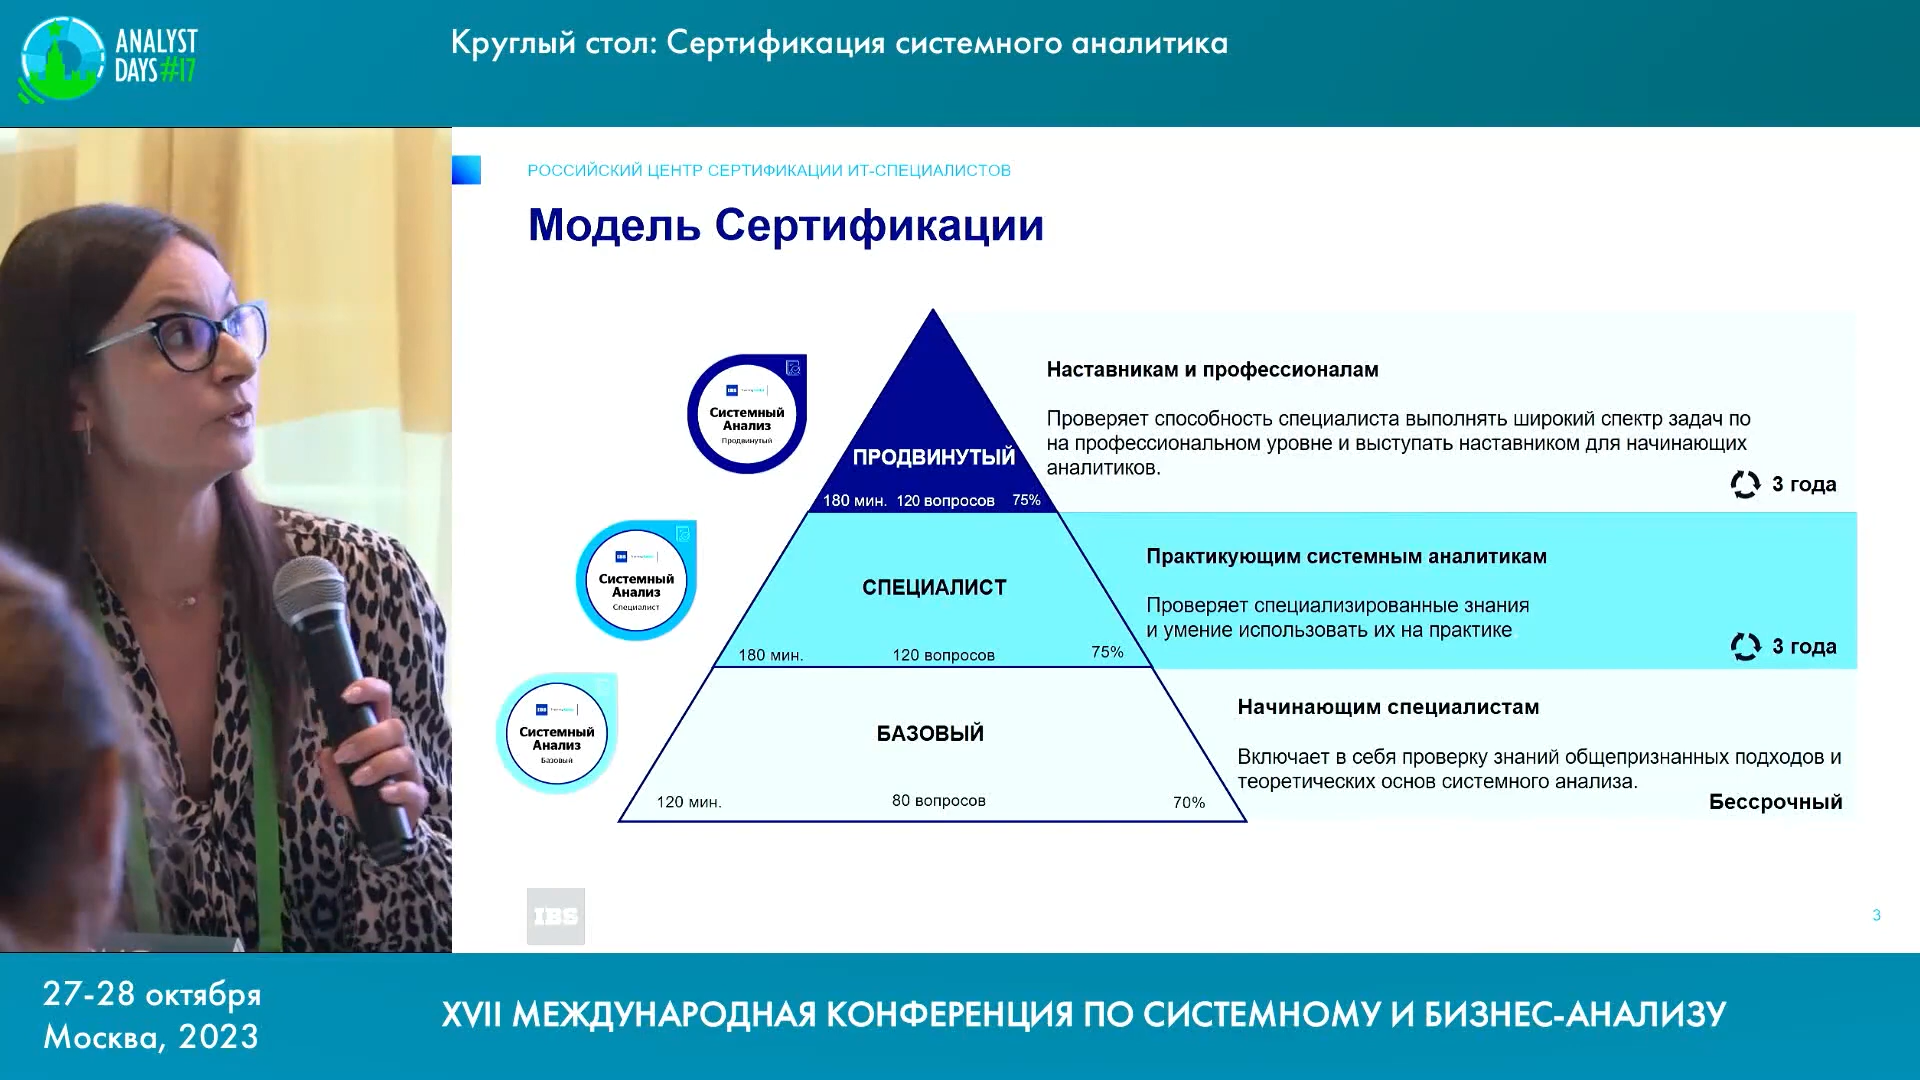 ANALYST
DAYS #17
Круглый стол: Сертификация системного аналитика
РОССИЙСКИЙ ЦЕНТР СЕРТИФИКАЦИИ ИТ-СПЕЦИАЛИСТОВ
Модель Сертификации
IBS
Системный
Анализ
Продвинутый
ПРОДВИНУТЫЙ
180 мин. 120 вопросов 75%
Наставникам и профессионалам
Проверяет способность специалиста выполнять широкий спектр задач по
на профессиональном уровне и выступать наставником для начинающих
аналитиков.
3 года
IBS
Системный
Анализ
Специалист
СПЕЦИАЛИСТ
180 мин. 120 вопросов 75%
Практикующим системным аналитикам
Проверяет специализированные знания
и умение использовать их на практике
3 года
IBS
Системный
Анализ
Базовый
БАЗОВЫЙ
120 мин. 80 вопросов 70%
Начинающим специалистам
Включает в себя проверку знаний общепризнанных подходов и
теоретических основ системного анализа.
Бессрочный
IBS
3
27-28 октября
Москва, 2023
XVII МЕЖДУНАРОДНАЯ КОНФЕРЕНЦИЯ ПО СИСТЕМНОМУ И БИЗНЕС-АНАЛИЗУ